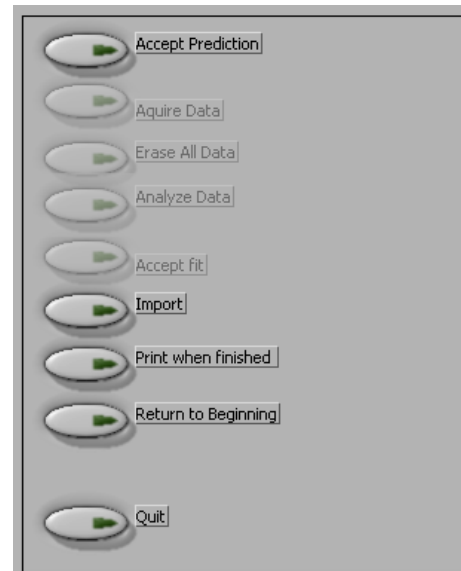 Accept Prediction
Aquire Data
Erase All Data
Analyze Data
Accept fit
Import
Print when finished
Return to Beginning
Quit